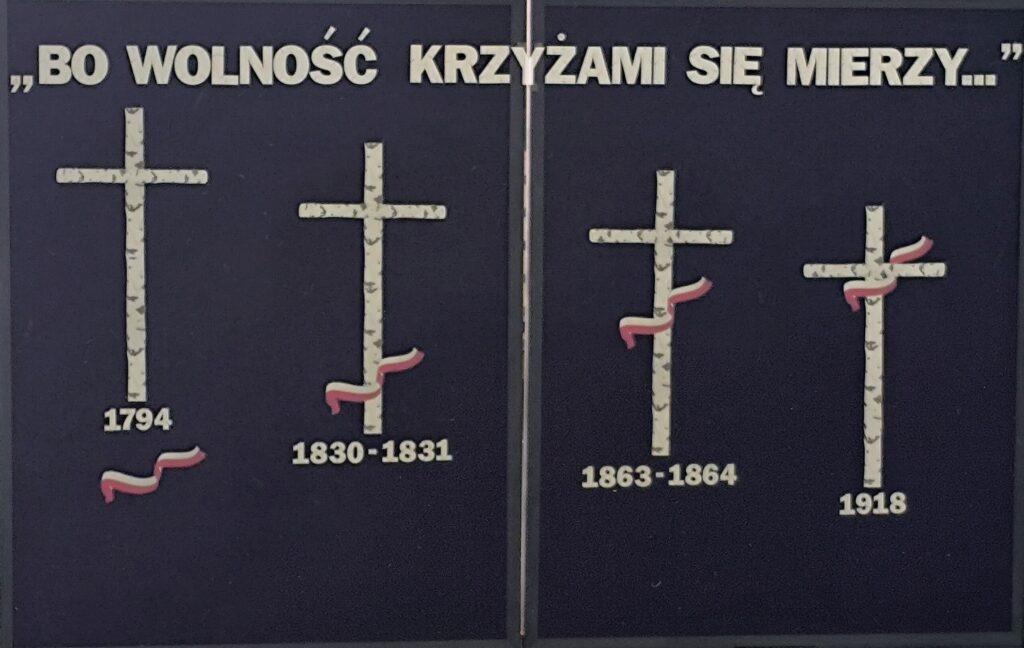 „BO WOLNOŚĆ KRZYŻAMI SIĘ MIERZY..."
1794
1830-1831
1863-1864
1918